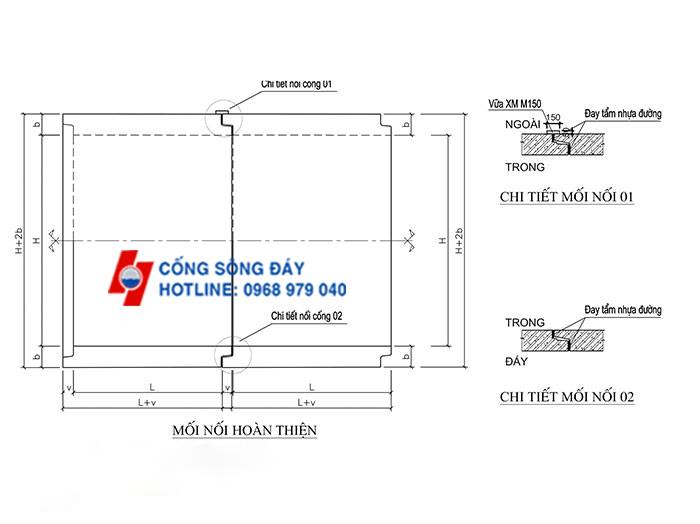 Chi tiết nối cống 01
b
H
b
H+2b
b
H
b
H+2b
CỐNG SÔNG ĐÁY
HOTLINE: 0968 979 040
Chi tiết nối cống 02
v
L
v
L
L+v
L+v
MỐI NỐI HOÀN THIỆN
Vữa XM M150
150
Đay tẩm nhựa đường
NGOÀI
TRONG
CHI TIẾT MỐI NỐI 01
TRONG
Đay tẩm nhựa đường
ĐÁY
CHI TIẾT MỐI NỐI 02